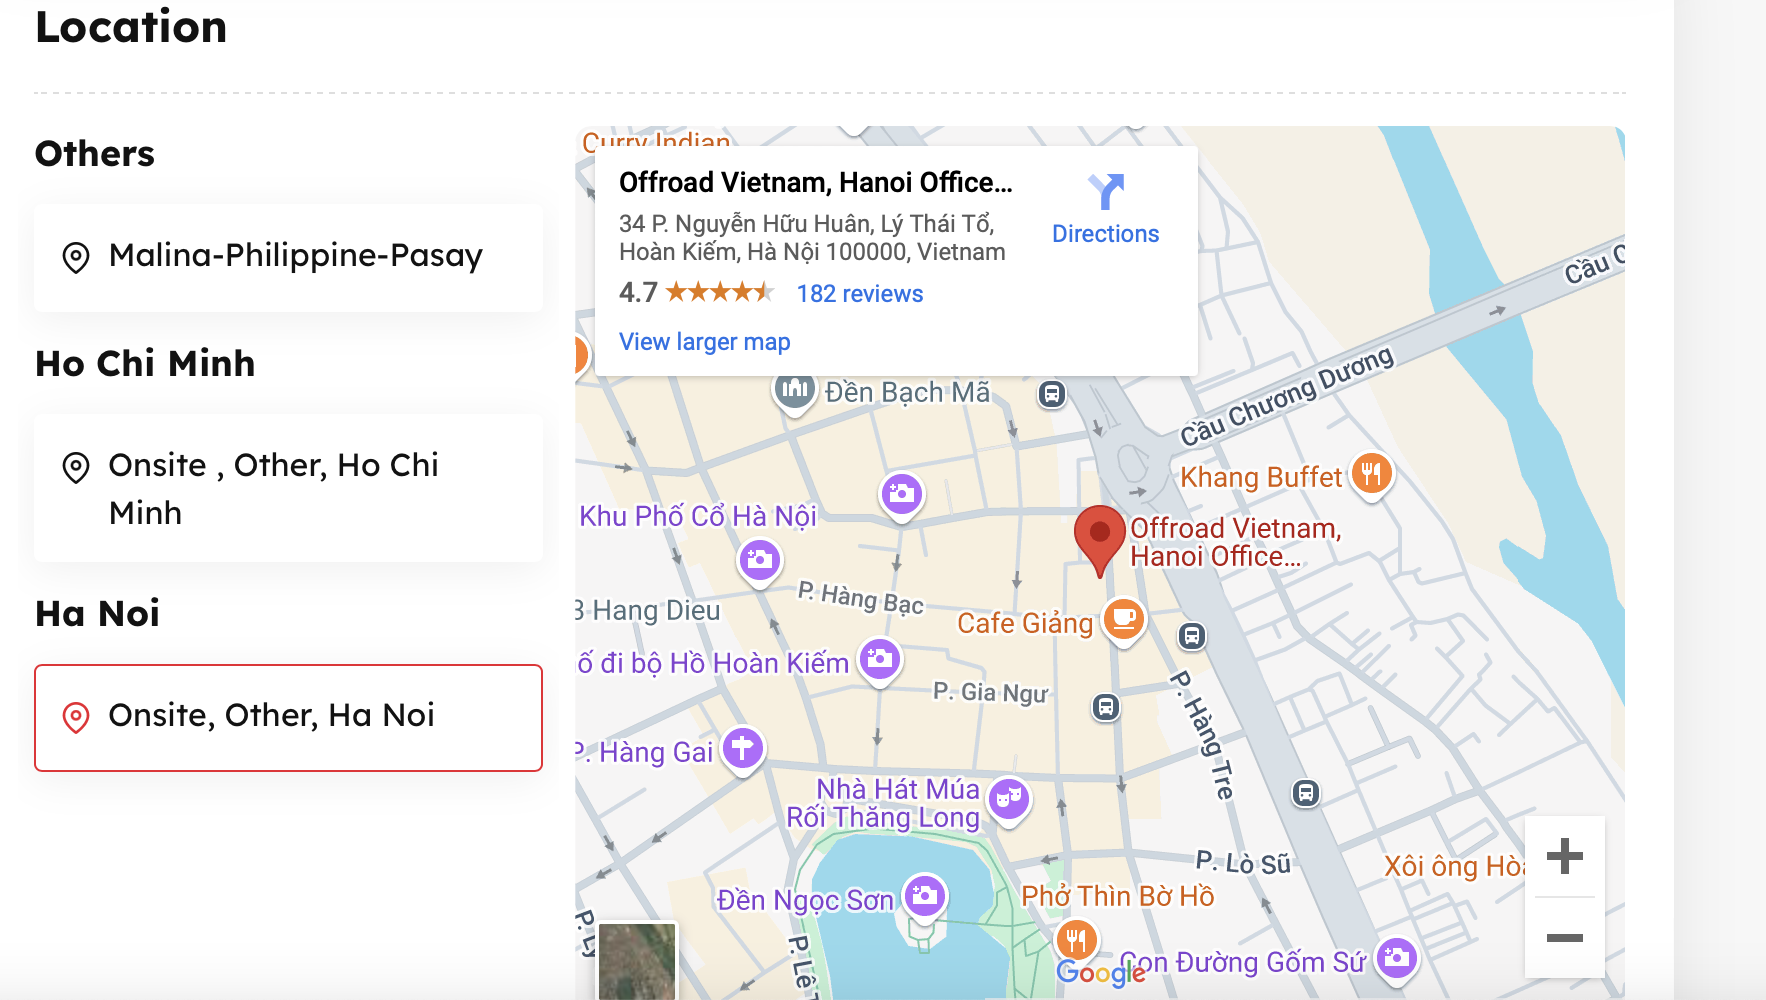 Location
Others
Malina-Philippine-Pasay
Ho Chi Minh
Onsite , Other, Ho Chi
Minh
Ha Noi
Onsite, Other, Ha Noi
Curry Indian
Offroad Vietnam, Hanoi Office...
34 P. Nguyễn Hữu Huân, Lý Thái Tổ,
Hoàn Kiếm, Hà Nội 100000, Vietnam
Directions
4.7
182 reviews
View larger map
Cầu C
Đền Bạch Mã
Cầu Chương Dương
Khang Buffet
Khu Phố Cổ Hà Nội
Offroad Vietnam,
Hanoi Office...
P. Hàng Bạc
3 Hang Dieu
Cafe Giảng
ố đi bộ Hồ Hoàn Kiếm
P. Gia Ngư
P. Hàng Tre
P. Hàng Gai
Nhà Hát Múa
Rối Thăng Long
P. Lò Sũ
Xôi ông Hòa
Đền Ngọc Sơn
Phở Thìn Bờ Hồ
P. Lý
P. Lê T
Google
Con Đường Gốm Sứ